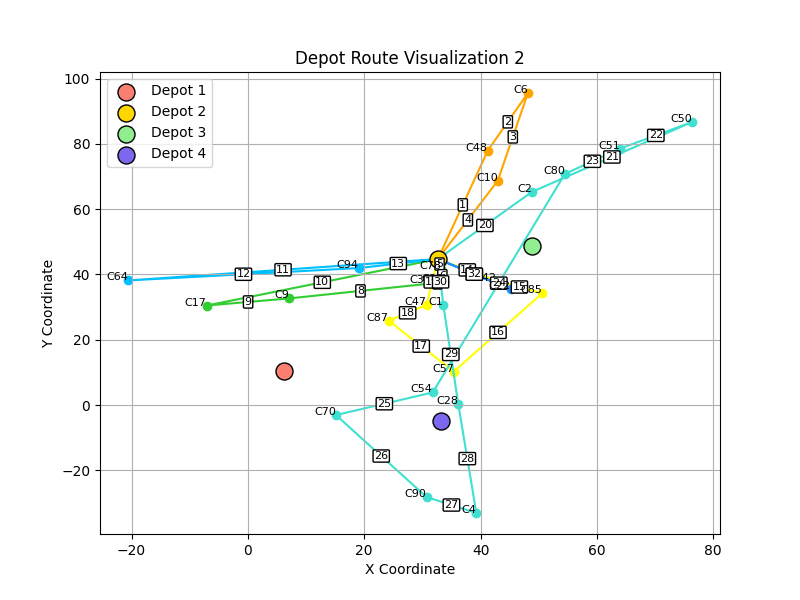 Depot Route Visualization 2
Depot 1
Depot 2
Depot 3
Depot 4
Y Coordinate
X Coordinate
100
80
60
40
20
0
−20
−20
0
20
40
60
80
C6
C48
C10
C50
C51
C80
C2
C64
C94
C17
C9
C85
C47
C1
C87
C57
C54
C28
C70
C90
C4
1
2
3
4
8
9
10
11
12
13
15
16
17
18
20
21
22
23
25
26
27
28
29
30
32